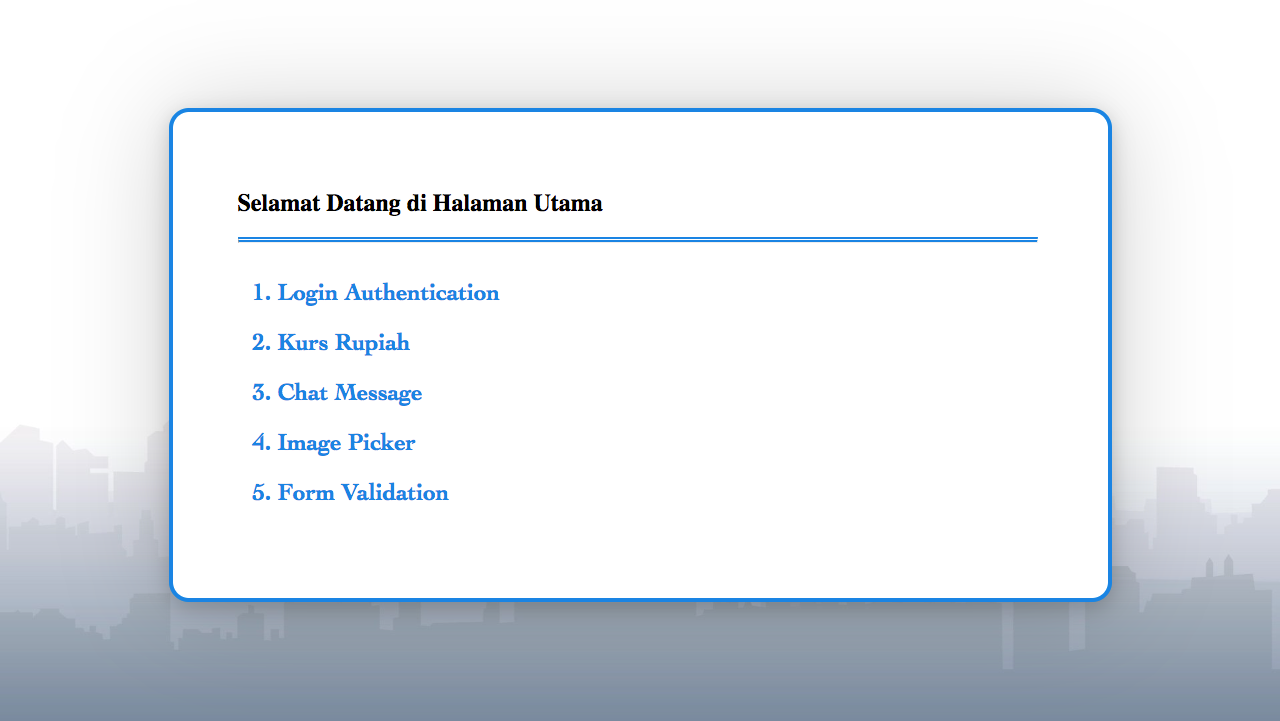 Selamat Datang di Halaman Utama
1. Login Authentication
2. Kurs Rupiah
3. Chat Message
4. Image Picker
5. Form Validation